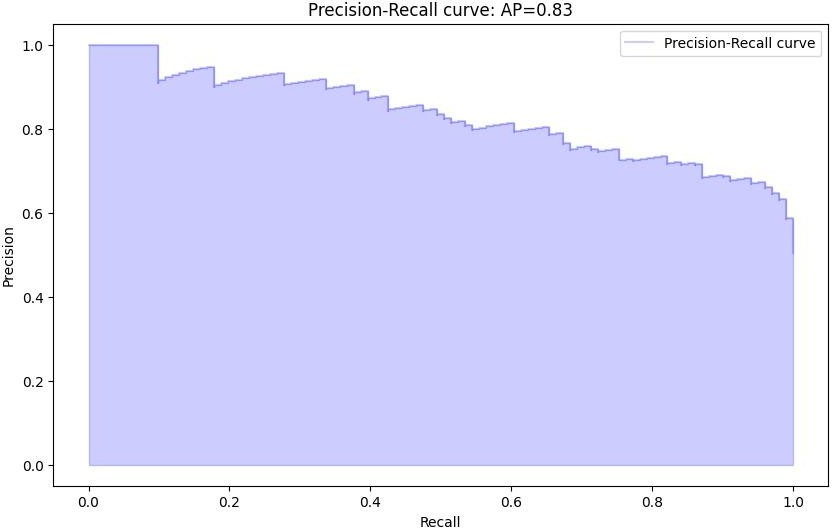 Precision-Recall curve: AP=0.83
Precision-Recall curve
1.0
0.8
0.6
0.4
0.2
0.0
Precision
0.0 0.2 0.4 0.6 0.8 1.0
Recall